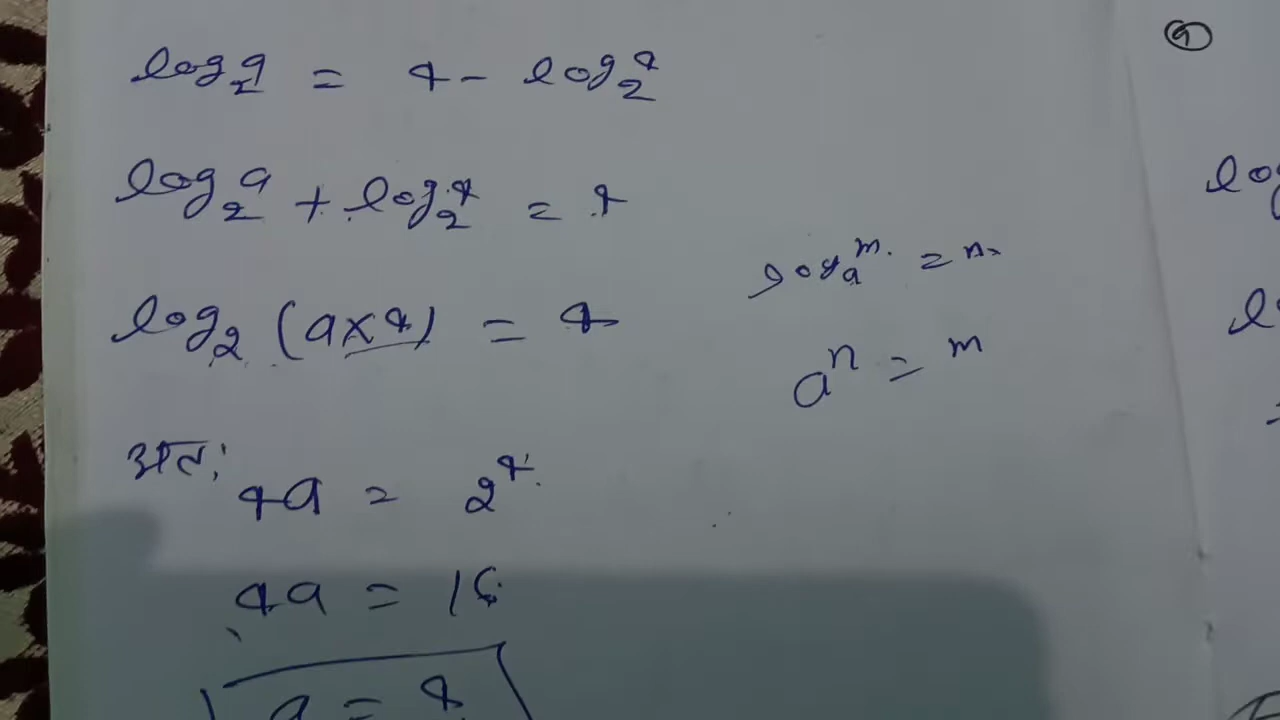 log₂a = 4 - log₂4
log₂a + log₂4 = 4
log₂(a×4) = 4
logₐm = n
aⁿ = m
अतः
4a = 2⁴
4a = 16
a = 4